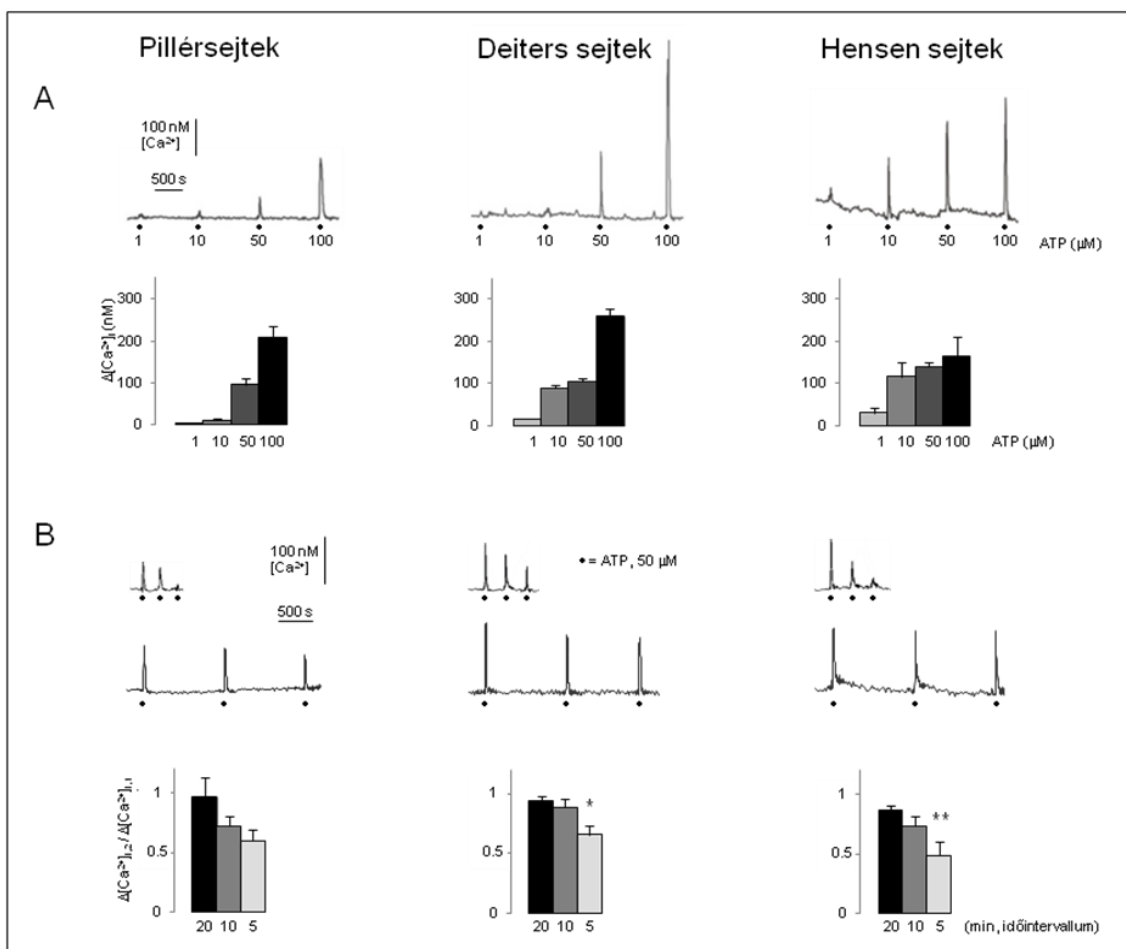 Pillérsejtek Deiters sejtek Hensen sejtek
A
100 nM
[Ca²⁺]
500 s
1 10 50 100 1 10 50 100 1 10 50 100 ATP (µM)
Δ[Ca²⁺]ᵢ (nM)
300 300 300
200 200 200
100 100 100
0 0 0
1 10 50 100 1 10 50 100 1 10 50 100 ATP (µM)
B
100 nM
[Ca²⁺]
• = ATP, 50 µM
500 s
Δ[Ca²⁺]ᵢ,₂ / Δ[Ca²⁺]ᵢ,₁
1 1 1
* **
0.5 0.5 0.5
0 0 0
20 10 5 20 10 5 20 10 5 (min, időintervallum)